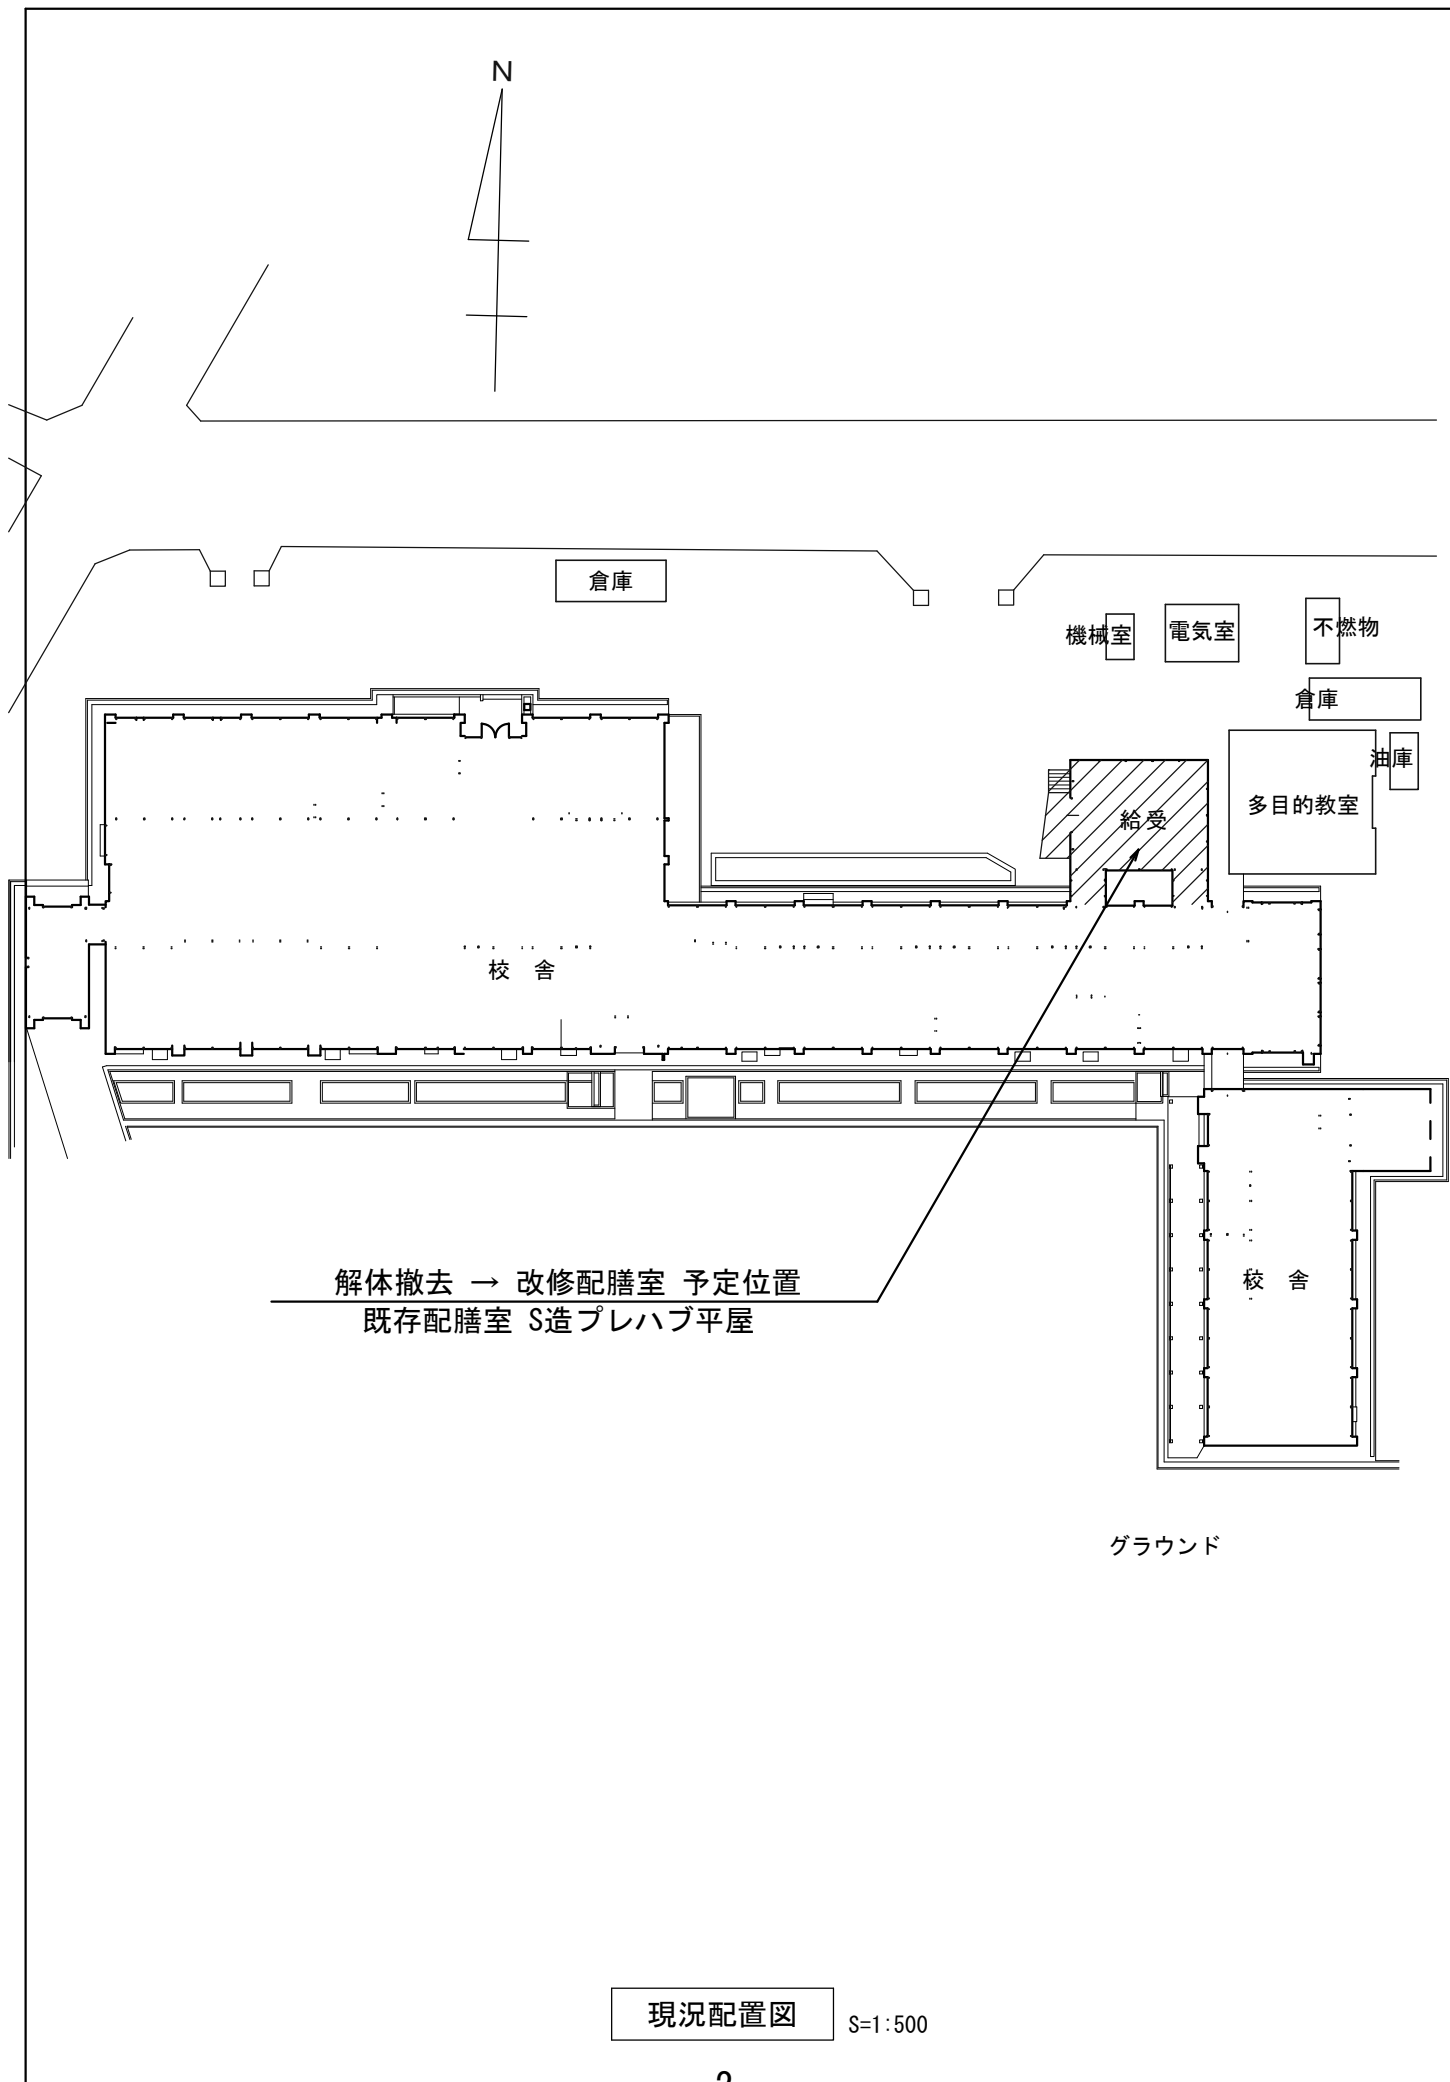 N
倉庫
機械室
電気室
不燃物
倉庫
油庫
多目的教室
給受
校 舎
解体撤去 → 改修配膳室 予定位置
既存配膳室 S造プレハブ平屋
校 舎
グラウンド
現況配置図
S=1:500